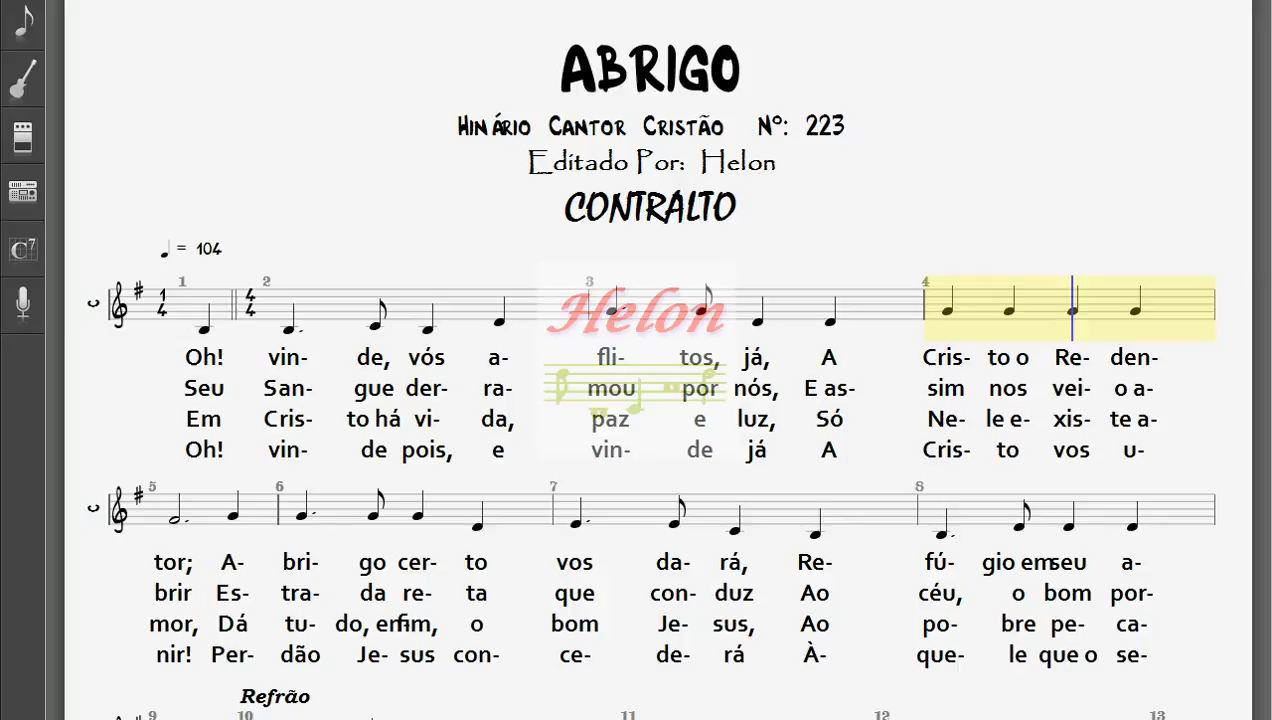 ABRIGO
Hinário Cantor Cristão Nº: 223
Editado Por: Helon
CONTRALTO
= 104
1 2 3 4
Helon
Oh! vin- de, vós a- fli- tos, já, A Cris- to o Re- den-
Seu San- gue der- ra- mou por nós, E as- sim nos vei- o a-
Em Cris- to há vi- da, paz e luz, Só Ne- le e- xis- te a-
Oh! vin- de pois, e vin- de já A Cris- to vos u-
5 6 7 8
tor; A- bri- go cer- to vos da- rá, Re- fú- gio em seu a-
brir Es- tra- da re- ta que con- duz Ao céu, o bom por-
mor, Dá tu- do, enfim, o bom Je- sus, Ao po- bre pe- ca-
nir! Per- dão Je- sus con- ce- de- rá À- que- le que o se-
Refrão
9 10 11 12 13